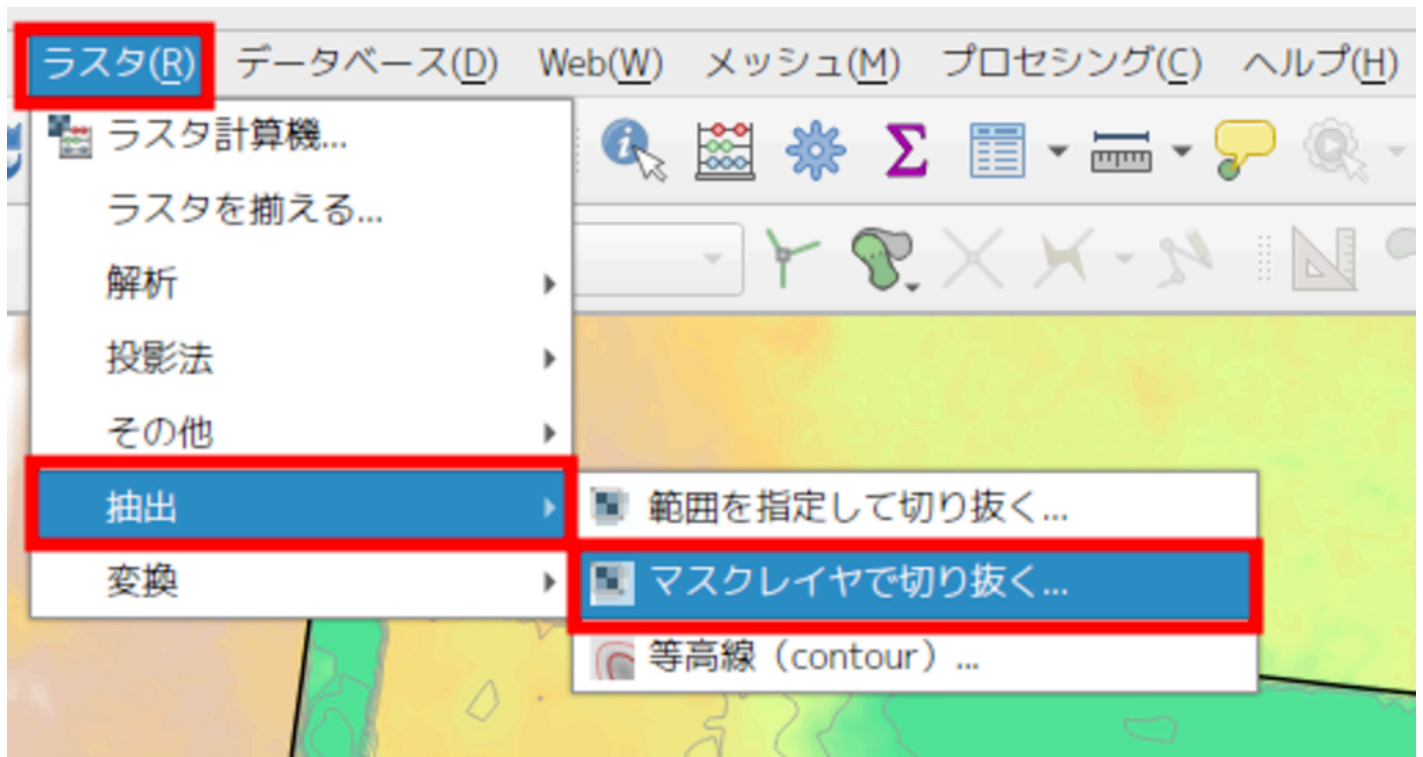 ラスタ(R) データベース(D) Web(W) メッシュ(M) プロセシング(C) ヘルプ(H)
ラスタ計算機...
ラスタを揃える...
解析
投影法
その他
抽出
変換
範囲を指定して切り抜く...
マスクレイヤで切り抜く...
等高線（contour）...